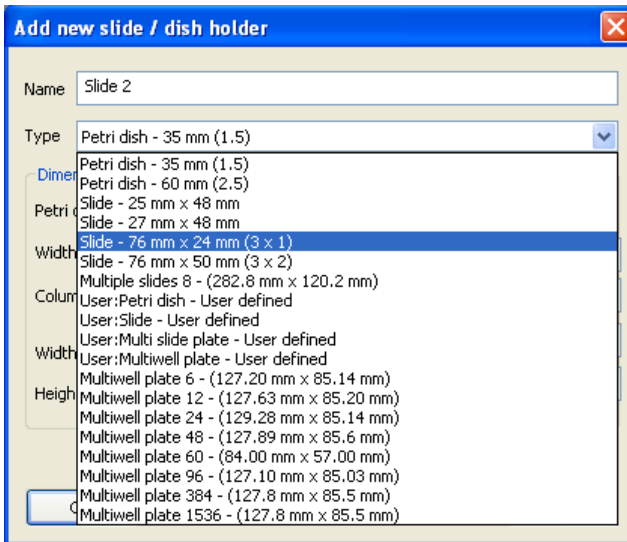 Add new slide / dish holder
Name Slide 2
Type Petri dish - 35 mm (1.5)
Petri dish - 35 mm (1.5)
Petri dish - 60 mm (2.5)
Slide - 25 mm x 48 mm
Slide - 27 mm x 48 mm
Slide - 76 mm x 24 mm (3 x 1)
Slide - 76 mm x 50 mm (3 x 2)
Multiple slides 8 - (282.8 mm x 120.2 mm)
User:Petri dish - User defined
User:Slide - User defined
User:Multi slide plate - User defined
User:Multiwell plate - User defined
Multiwell plate 6 - (127.20 mm x 85.14 mm)
Multiwell plate 12 - (127.63 mm x 85.20 mm)
Multiwell plate 24 - (129.28 mm x 85.14 mm)
Multiwell plate 48 - (127.89 mm x 85.6 mm)
Multiwell plate 60 - (84.00 mm x 57.00 mm)
Multiwell plate 96 - (127.10 mm x 85.03 mm)
Multiwell plate 384 - (127.8 mm x 85.5 mm)
Multiwell plate 1536 - (127.8 mm x 85.5 mm)
Dimen
Petri
Width
Colum
Width
Heigh